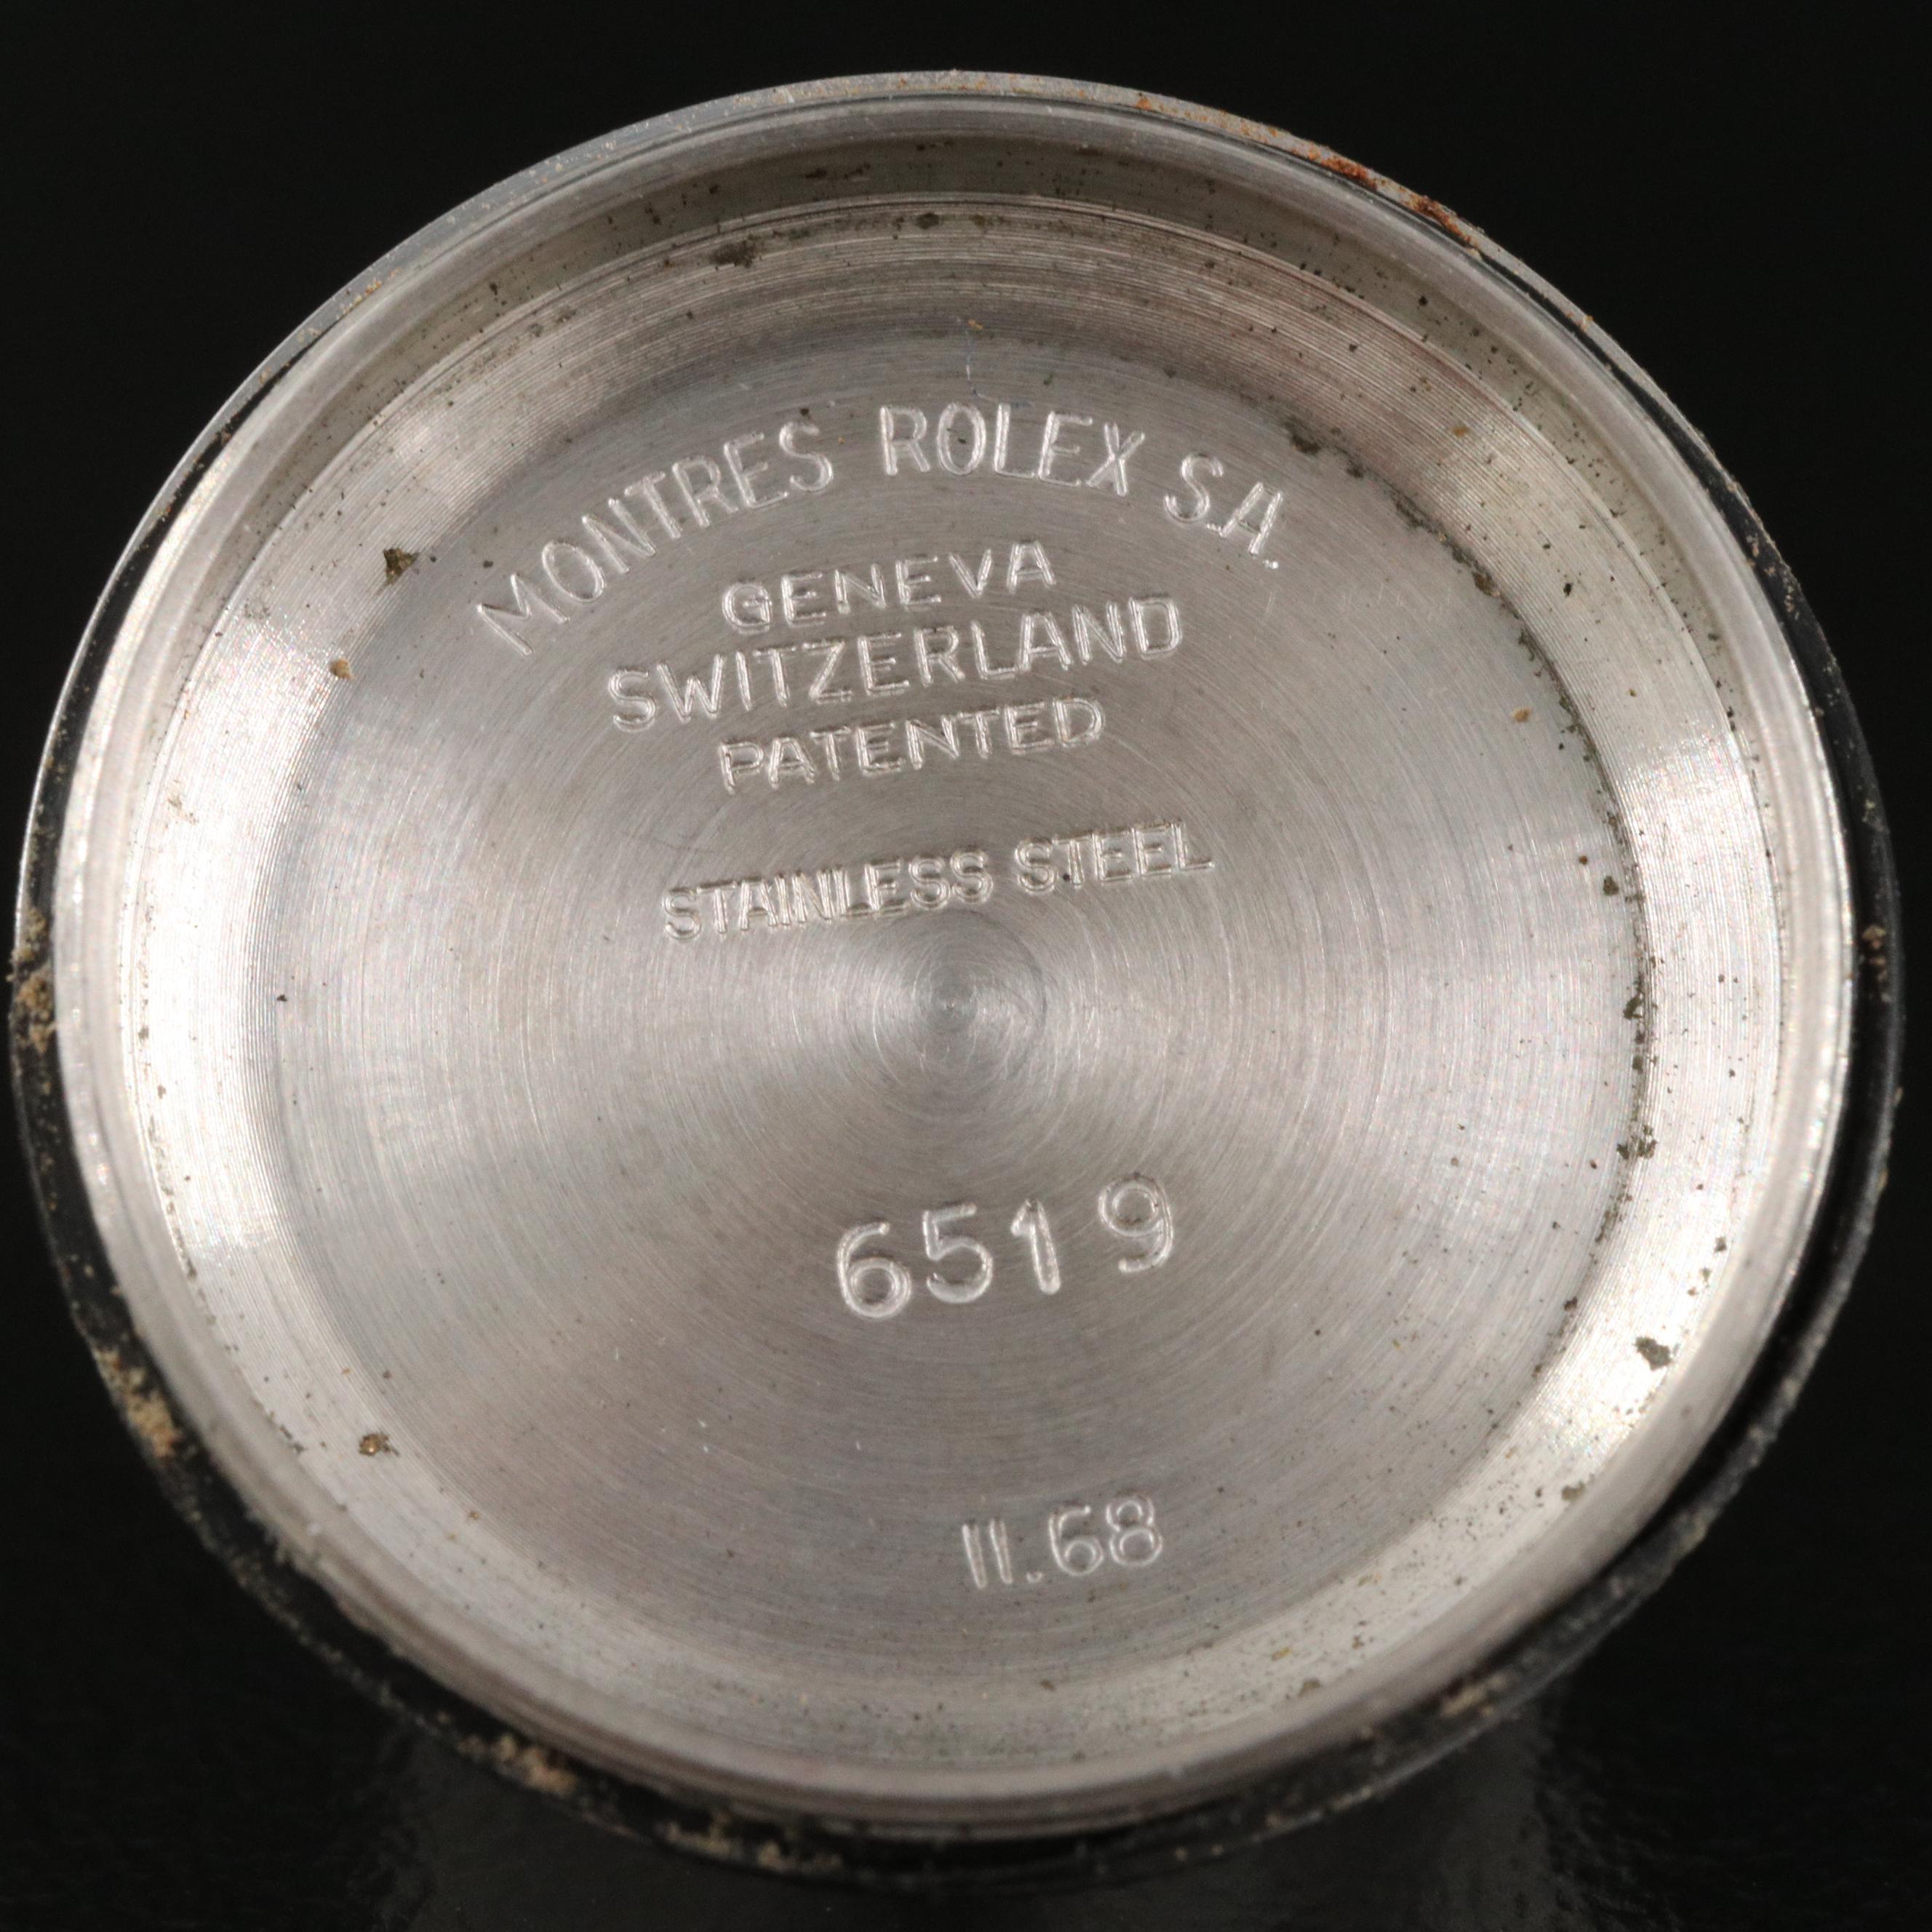 MONTRES ROLEX S.A.
GENEVA
SWITZERLAND
PATENTED
STAINLESS STEEL
6519
II.68